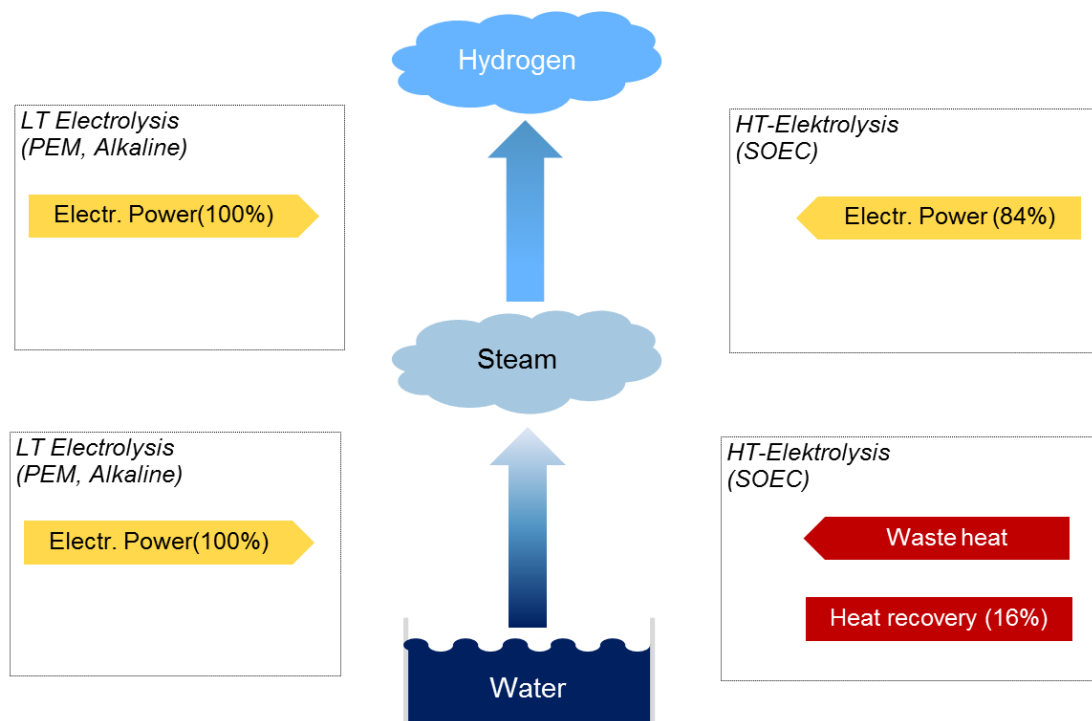 Hydrogen
LT Electrolysis
(PEM, Alkaline)
Electr. Power(100%)
HT-Elektrolysis
(SOEC)
Electr. Power (84%)
Steam
LT Electrolysis
(PEM, Alkaline)
Electr. Power(100%)
HT-Elektrolysis
(SOEC)
Waste heat
Heat recovery (16%)
Water